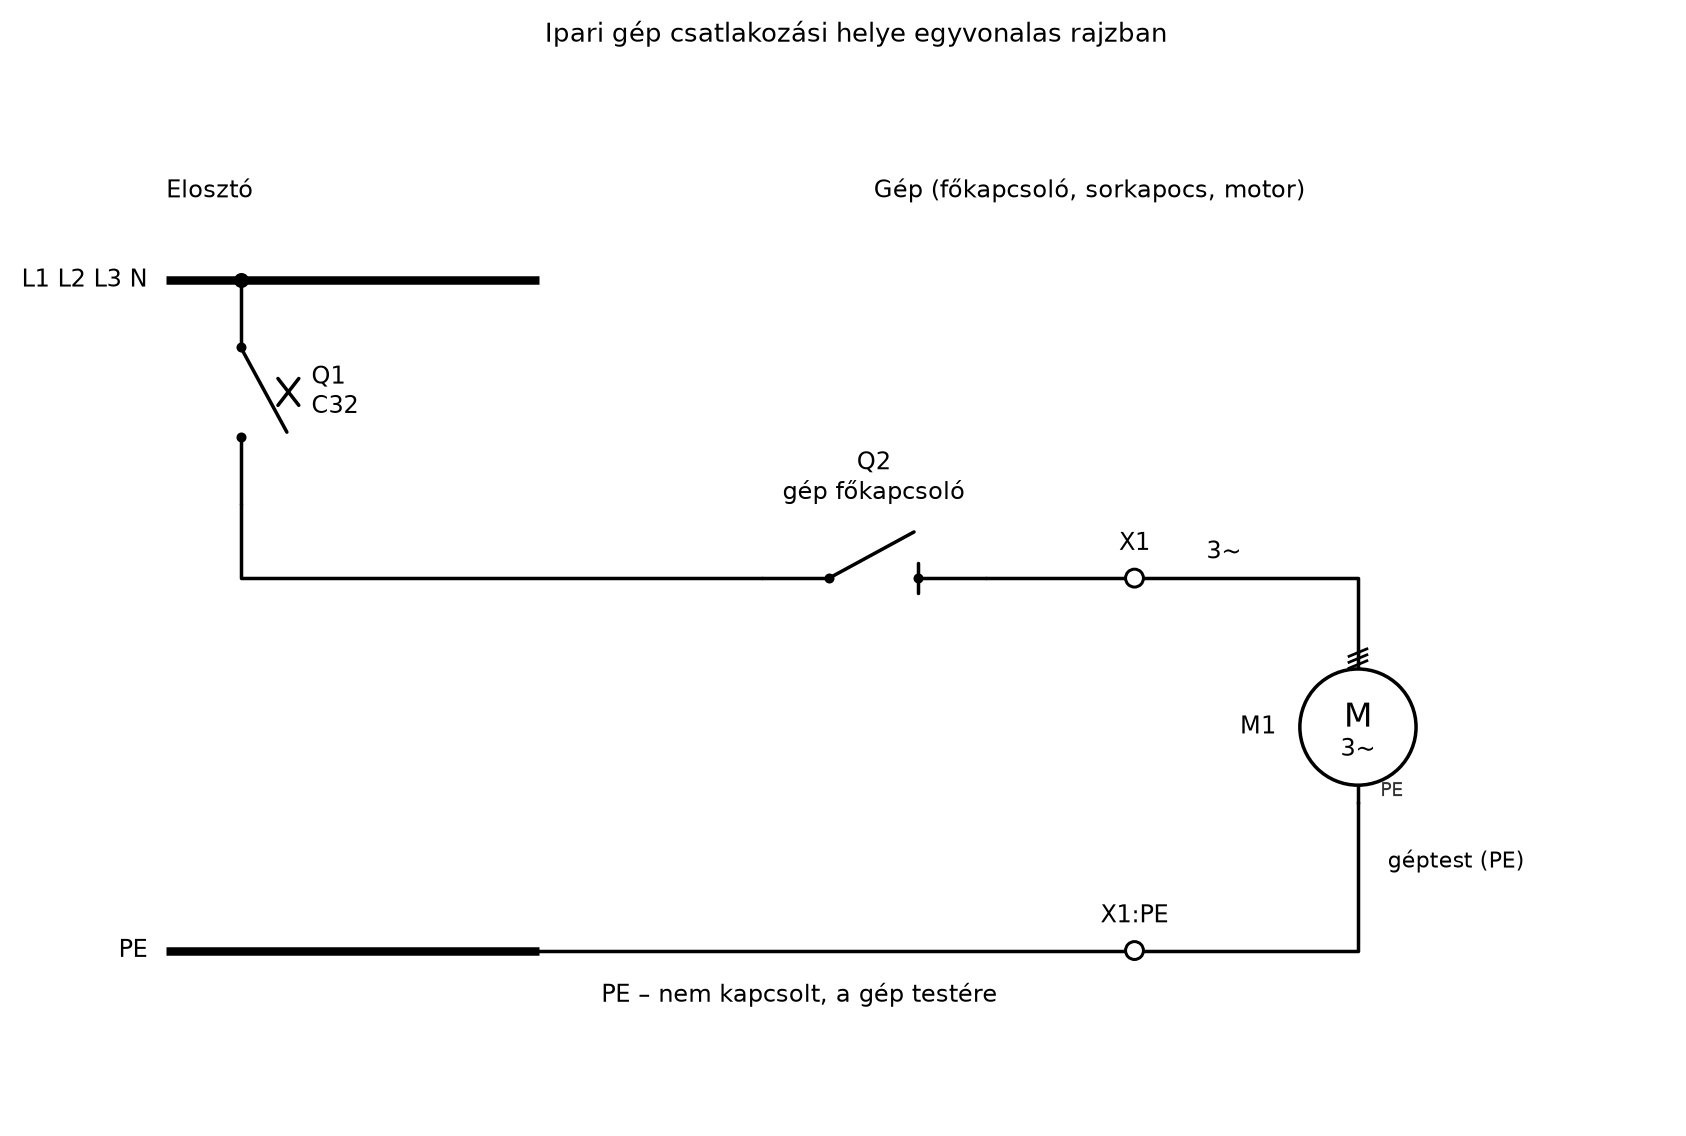 Ipari gép csatlakozási helye egyvonalas rajzban
Elosztó
Gép (főkapcsoló, sorkapocs, motor)
L1 L2 L3 N
Q1
C32
Q2
gép főkapcsoló
X1
3~
M1
M
3~
PE
géptest (PE)
X1:PE
PE
PE – nem kapcsolt, a gép testére